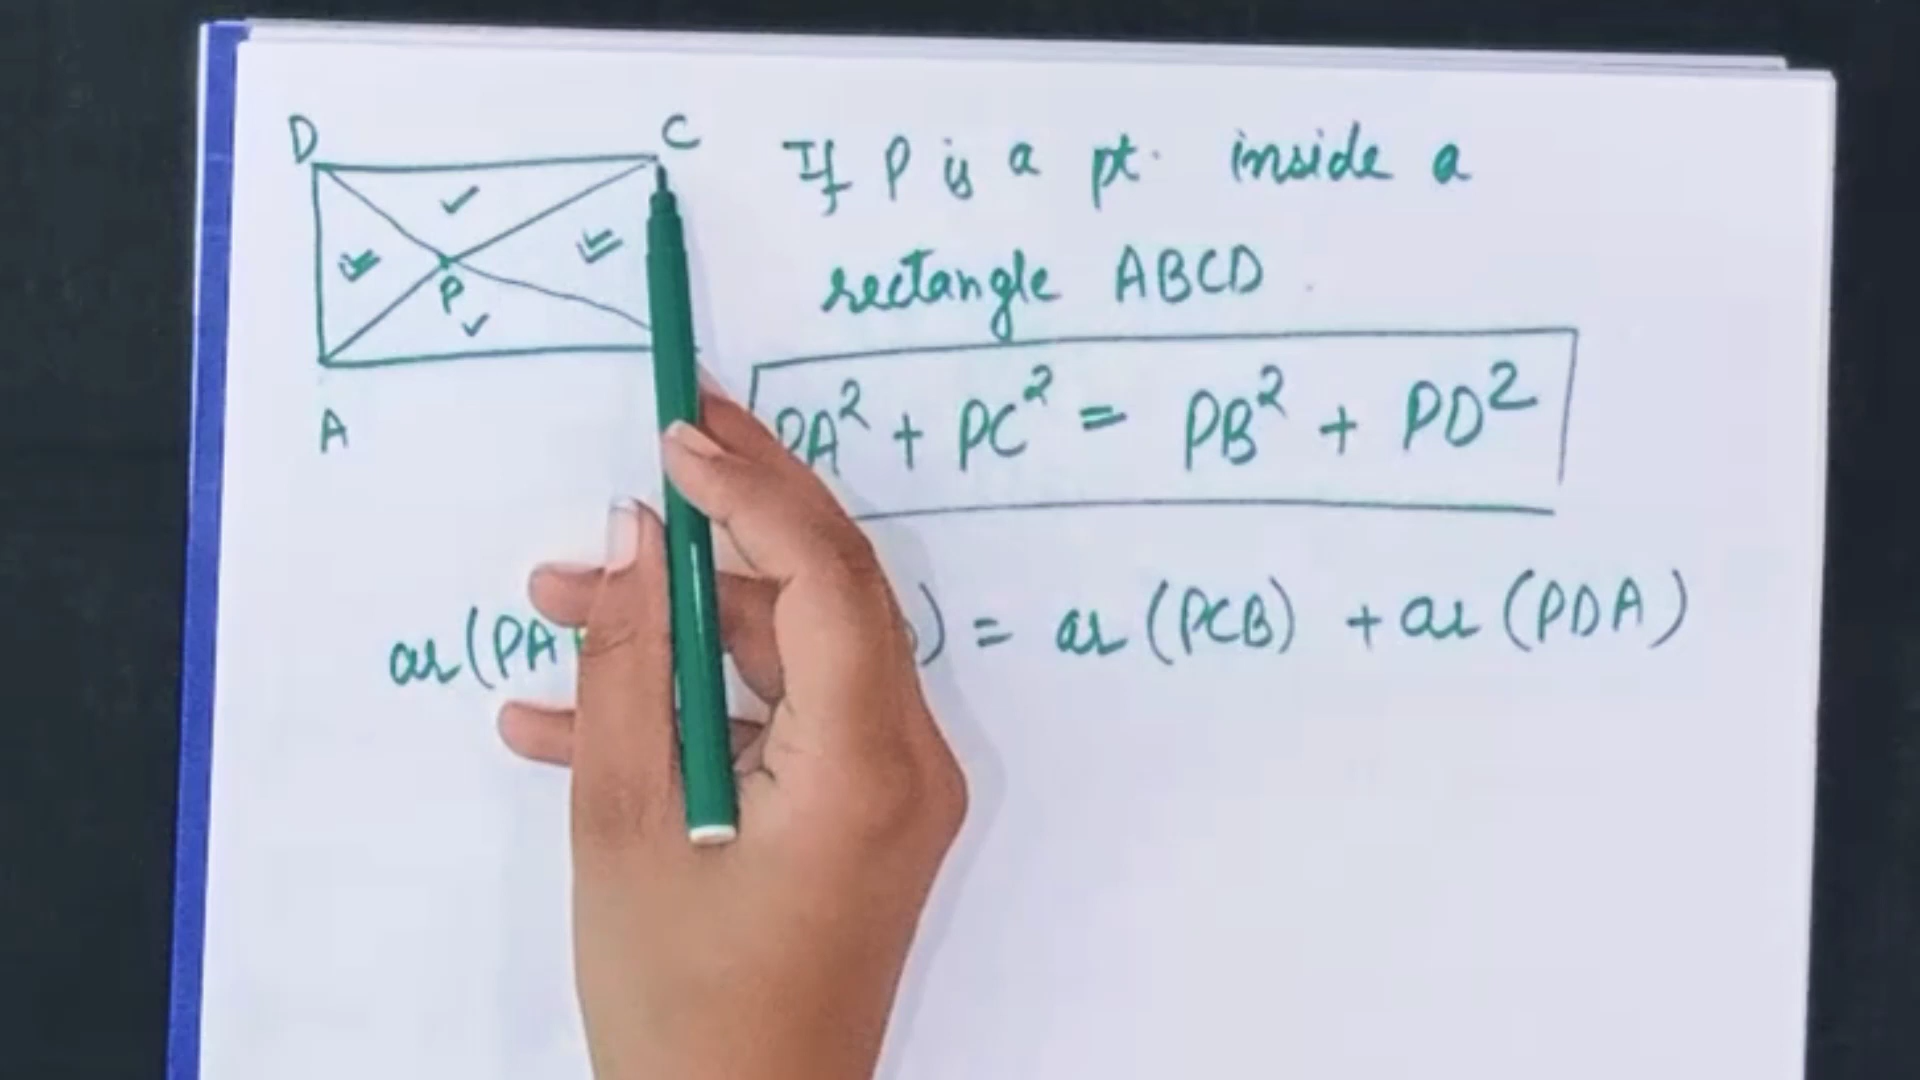 D C
If P is a pt. inside a
P
rectangle ABCD
A
PA² + PC² = PB² + PD²
ar(PA ) = ar(PCB) + ar(PDA)